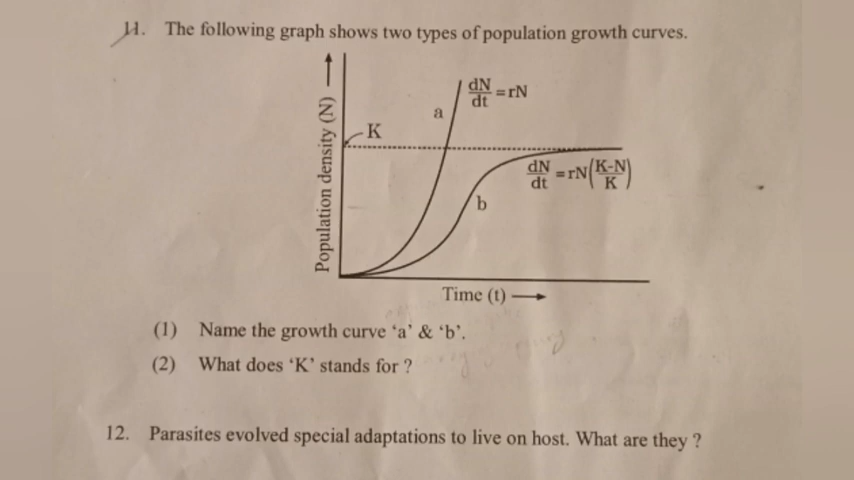 11. The following graph shows two types of population growth curves.
Population density (N)
K
a
dN/dt = rN
dN/dt = rN(K-N/K)
b
Time (t)
(1) Name the growth curve ‘a’ & ‘b’.
(2) What does ‘K’ stands for ?
12. Parasites evolved special adaptations to live on host. What are they ?